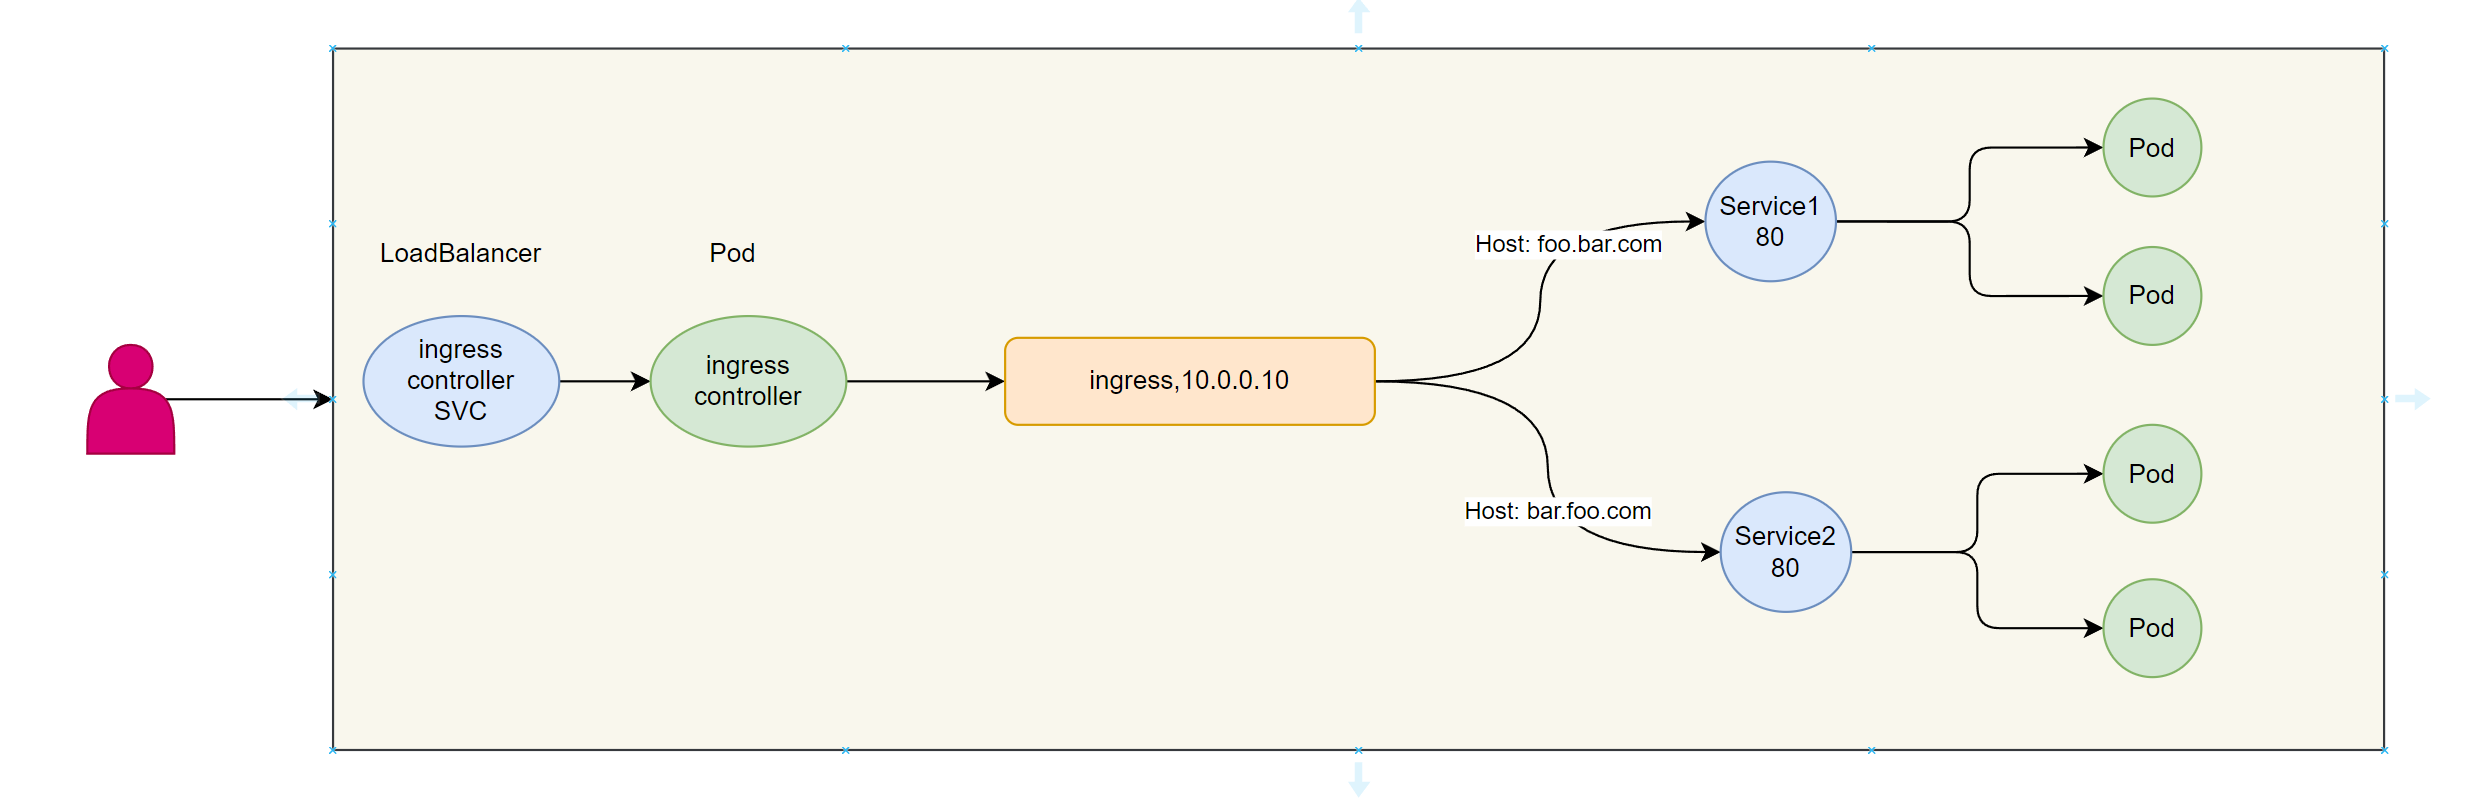 LoadBalancer
Pod
ingress
controller
SVC
ingress
controller
ingress,10.0.0.10
Host: foo.bar.com
Host: bar.foo.com
Service1
80
Service2
80
Pod
Pod
Pod
Pod